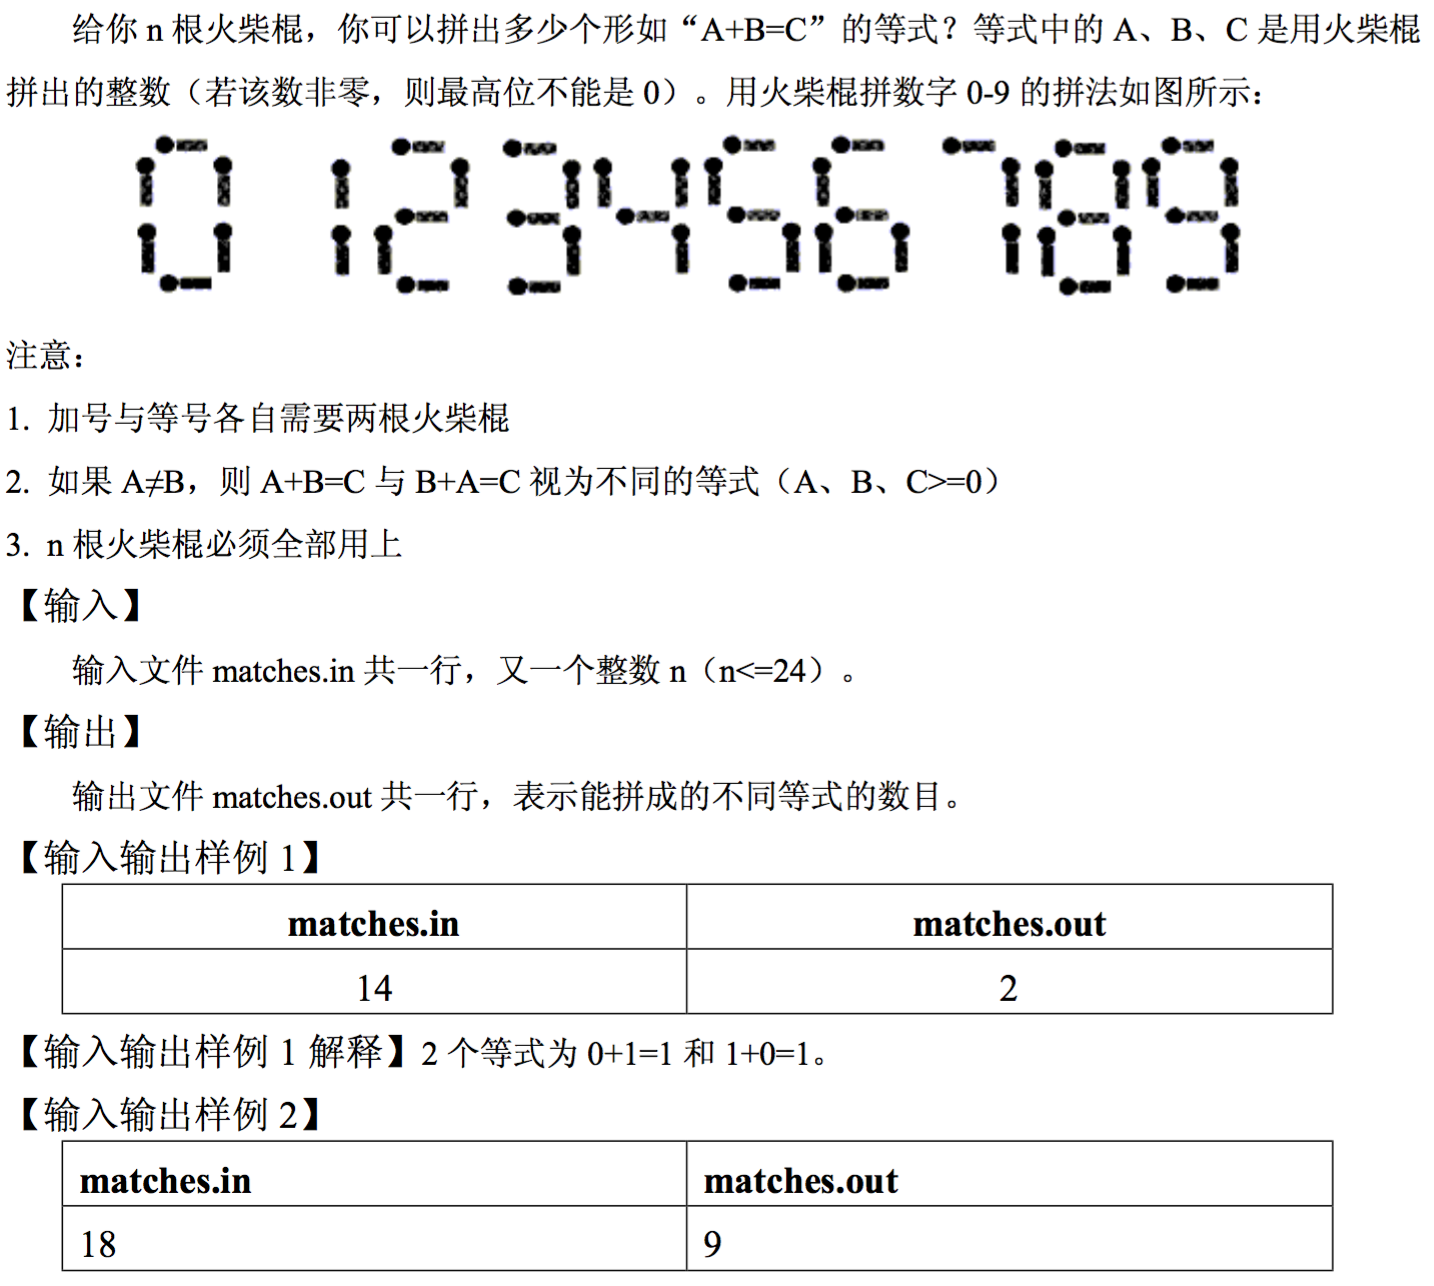 给你 n 根火柴棍，你可以拼出多少个形如“A+B=C”的等式？等式中的 A、B、C 是用火柴棍
拼出的整数（若该数非零，则最高位不能是 0）。用火柴棍拼数字 0-9 的拼法如图所示：
0 1 2 3 4 5 6 7 8 9
注意：
1. 加号与等号各自需要两根火柴棍
2. 如果 A≠B，则 A+B=C 与 B+A=C 视为不同的等式（A、B、C>=0）
3. n 根火柴棍必须全部用上
【输入】
输入文件 matches.in 共一行，又一个整数 n（n<=24）。
【输出】
输出文件 matches.out 共一行，表示能拼成的不同等式的数目。
【输入输出样例 1】
matches.in matches.out
14 2
【输入输出样例 1 解释】2 个等式为 0+1=1 和 1+0=1。
【输入输出样例 2】
matches.in matches.out
18 9